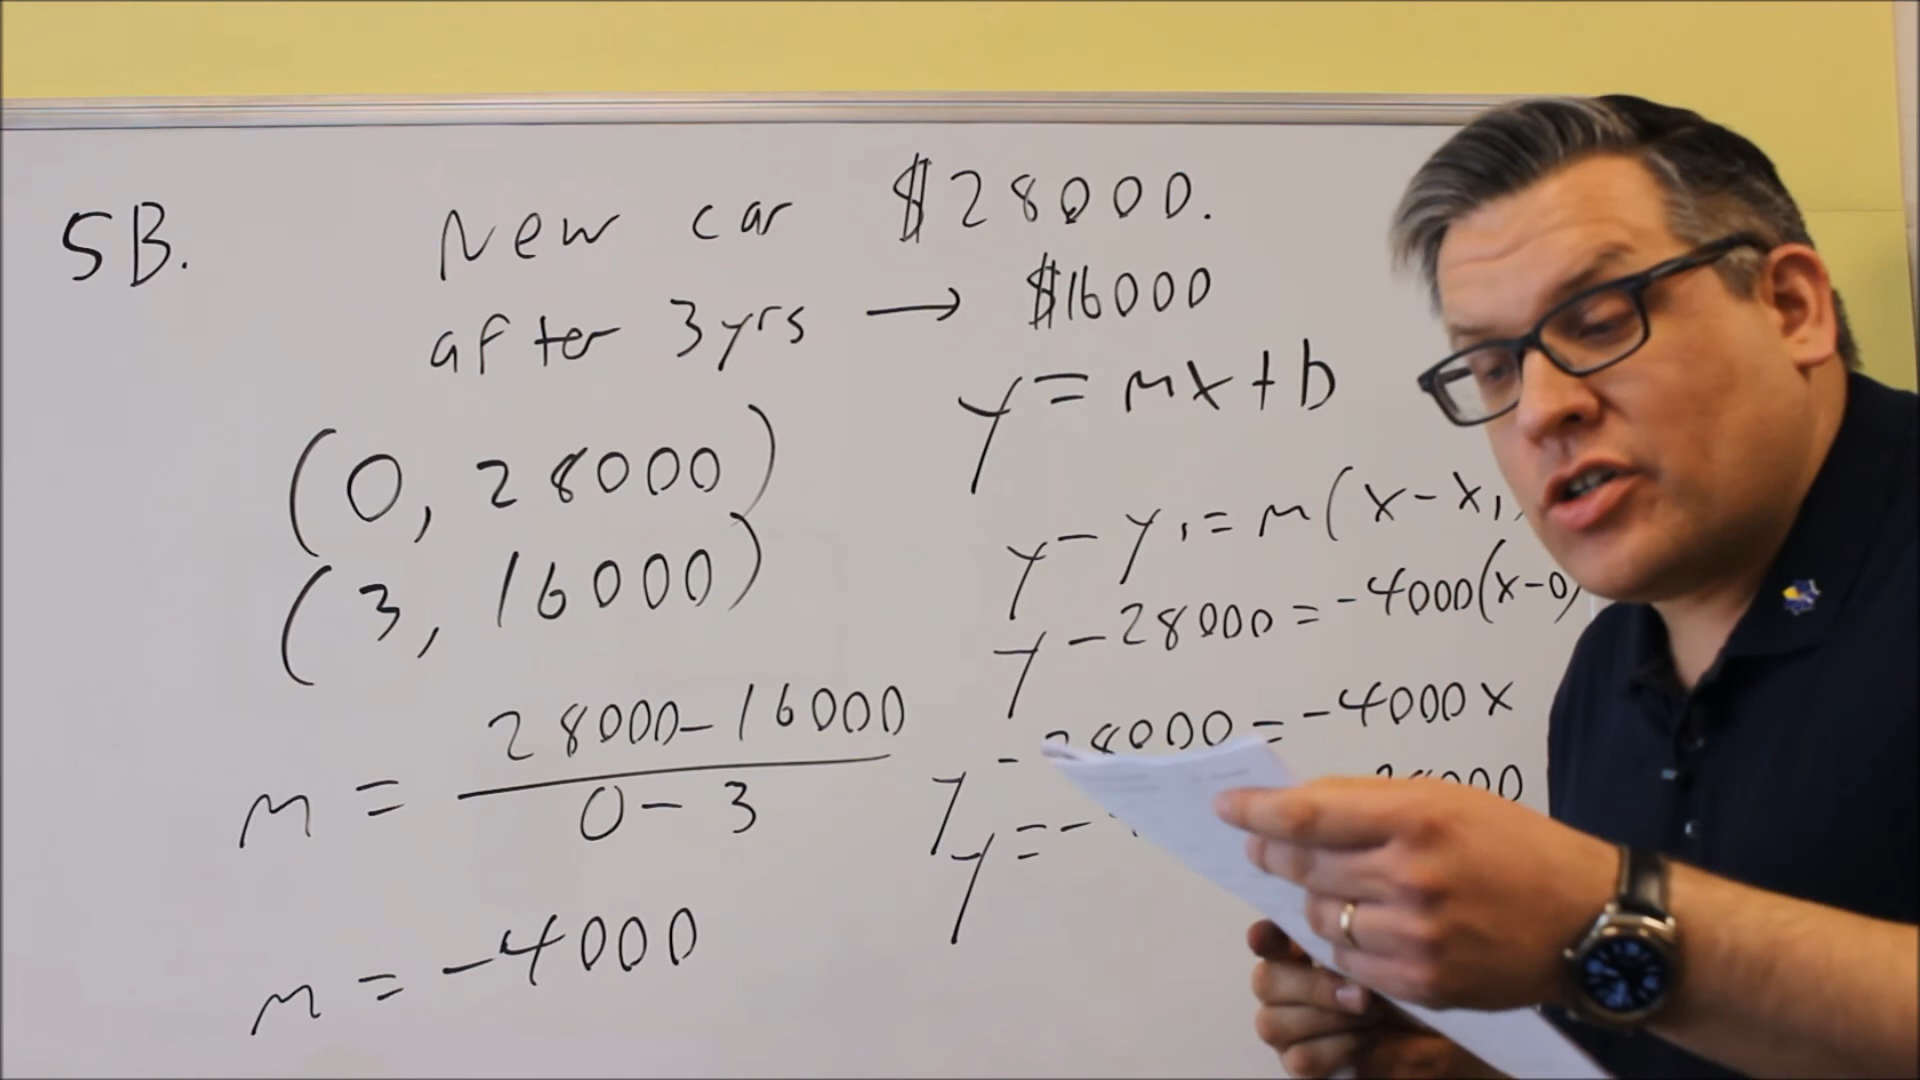 5B.
New car $28000.
after 3yrs → $16000
(0, 28000)
(3, 16000)
m = 28000-16000
0-3
m = -4000
y = mx+b
y-y₁=m(x-x₁
y-28000=-4000(x-0)
y-28000=-4000x
y=-